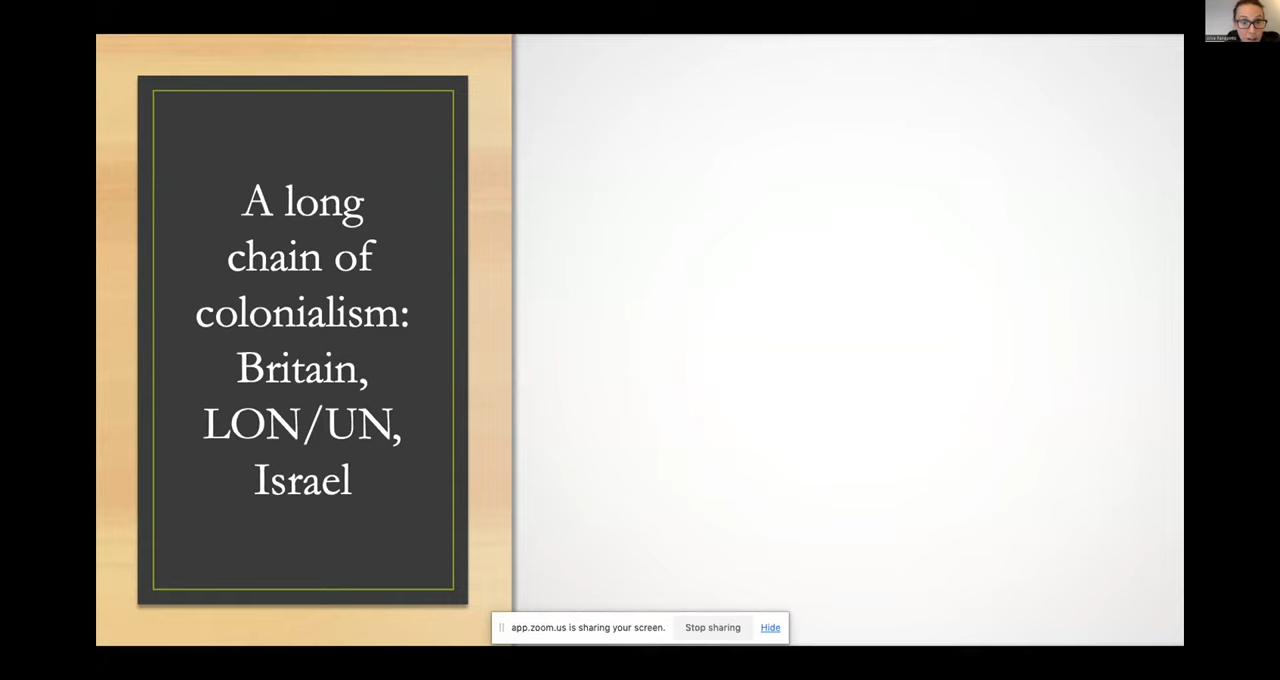 A long
chain of
colonialism:
Britain,
LON/UN,
Israel
app.zoom.us is sharing your screen.
Stop sharing
Hide